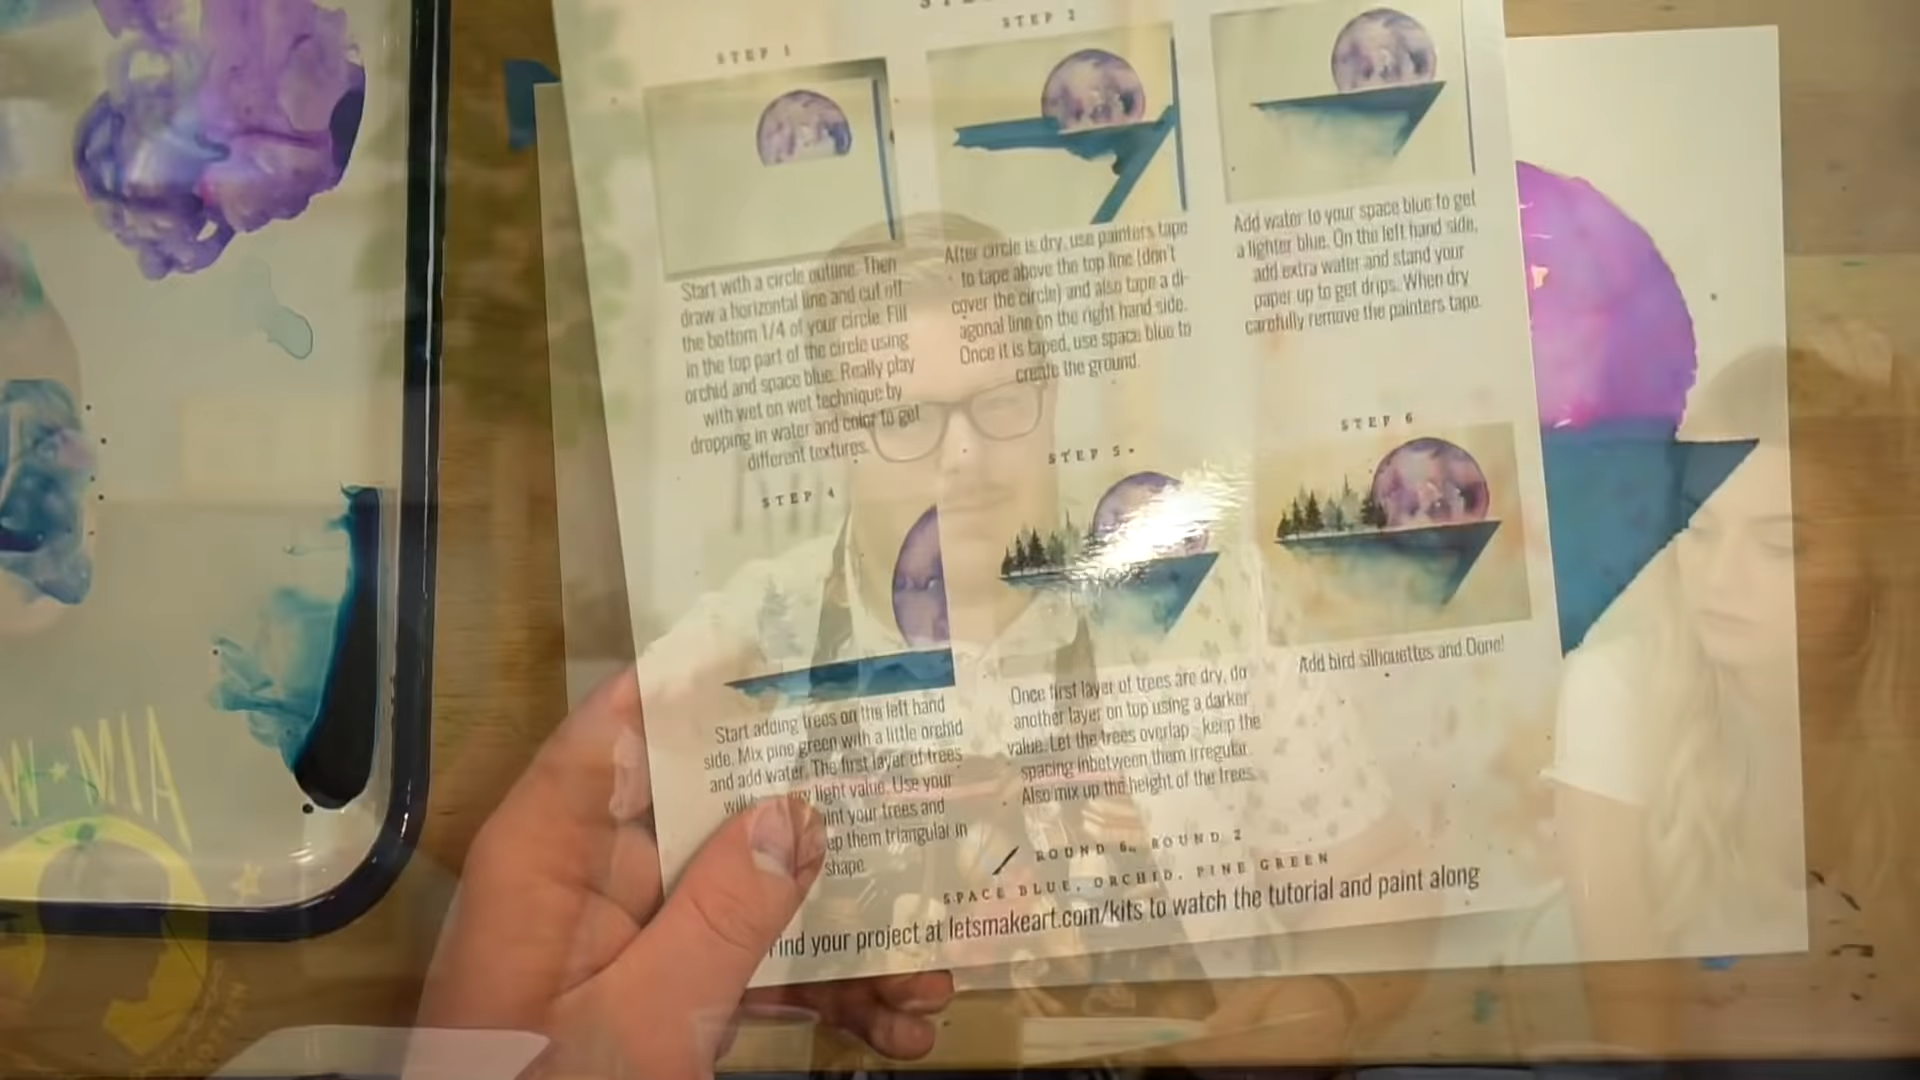 STEP 1
Start with a circle outline. Then
draw a horizontal line and cut off
the bottom 1/4 of your circle. Fill
in the top part of the circle using
orchid and space blue. Really play
with wet on wet technique by
dropping in water and color to get
different textures.
STEP 2
After circle is dry, use painters tape
to tape above the top line (don't
cover the circle) and also tape a di-
agonal line on the right hand side.
Once it is taped, use space blue to
create the ground.
Add water to your space blue to get
a lighter blue. On the left hand side,
add extra water and stand your
paper up to get drips. When dry
carefully remove the painters tape.
STEP 4
Start adding trees on the left hand
side. Mix pine green with a little orchid
and add water. The first layer of trees
light value. Use your
your trees and
them triangular in
shape.
STEP 5
Once first layer of trees are dry, do
another layer on top using a darker
value. Let the trees overlap - keep the
spacing inbetween them irregular.
Also mix up the height of the trees.
STEP 6
Add bird silhouettes and Done!
ROUND 6, ROUND 2
SPACE BLUE, ORCHID, PINE GREEN
ind your project at letsmakeart.com/kits to watch the tutorial and paint along
W MIA